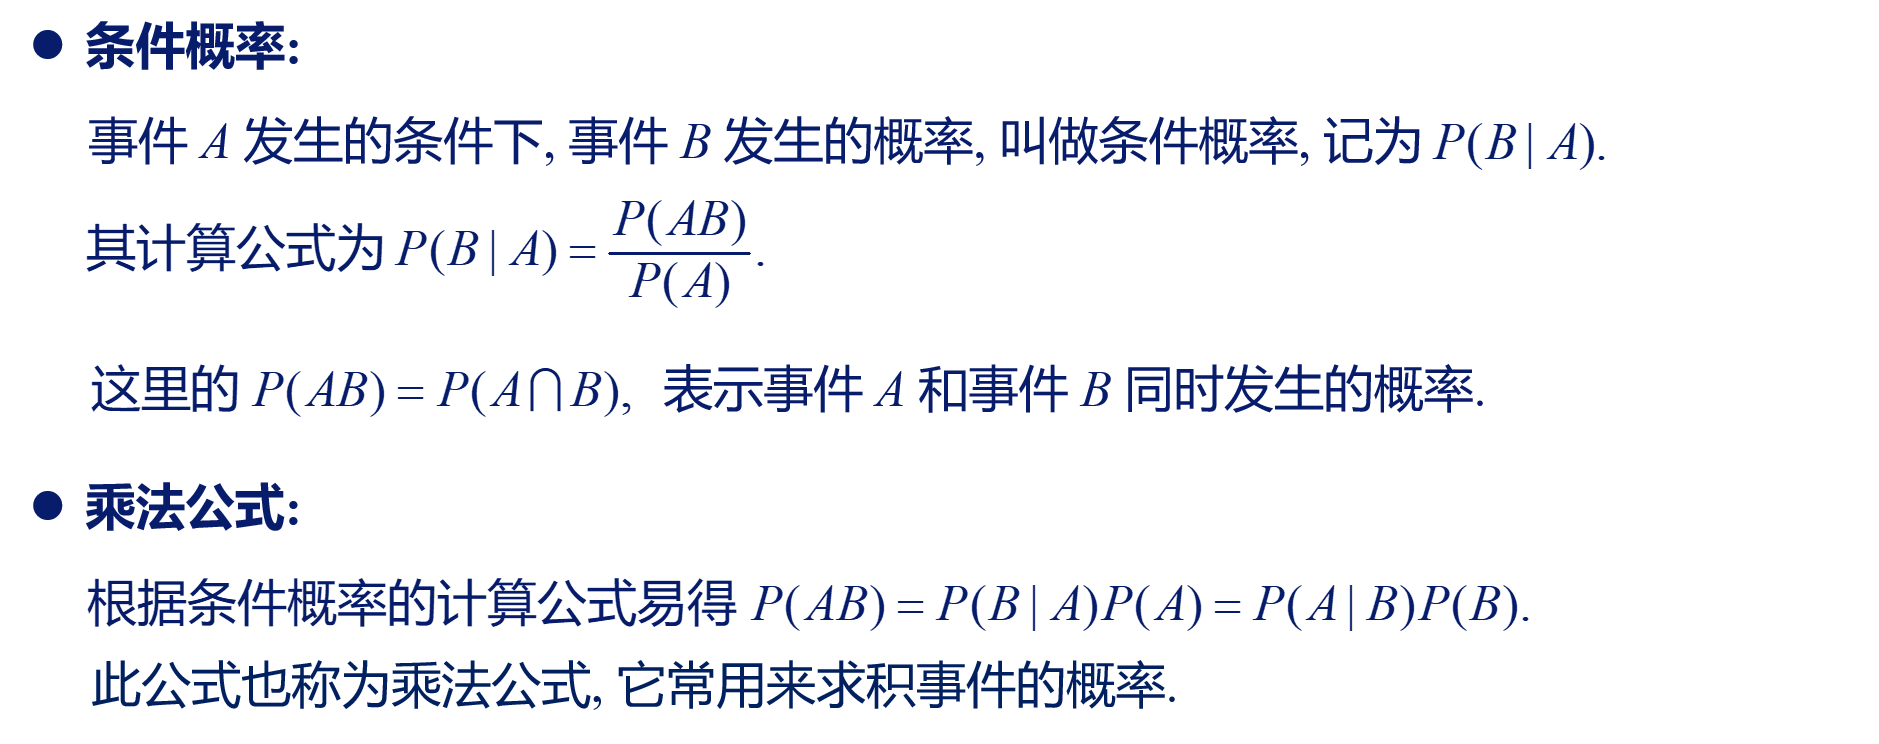 ● 条件概率:
事件 A 发生的条件下, 事件 B 发生的概率, 叫做条件概率, 记为 P(B | A).
其计算公式为 P(B | A) = P(AB) / P(A).
这里的 P(AB) = P(A∩B), 表示事件 A 和事件 B 同时发生的概率.
● 乘法公式:
根据条件概率的计算公式易得 P(AB) = P(B | A)P(A) = P(A | B)P(B).
此公式也称为乘法公式, 它常用来求积事件的概率.